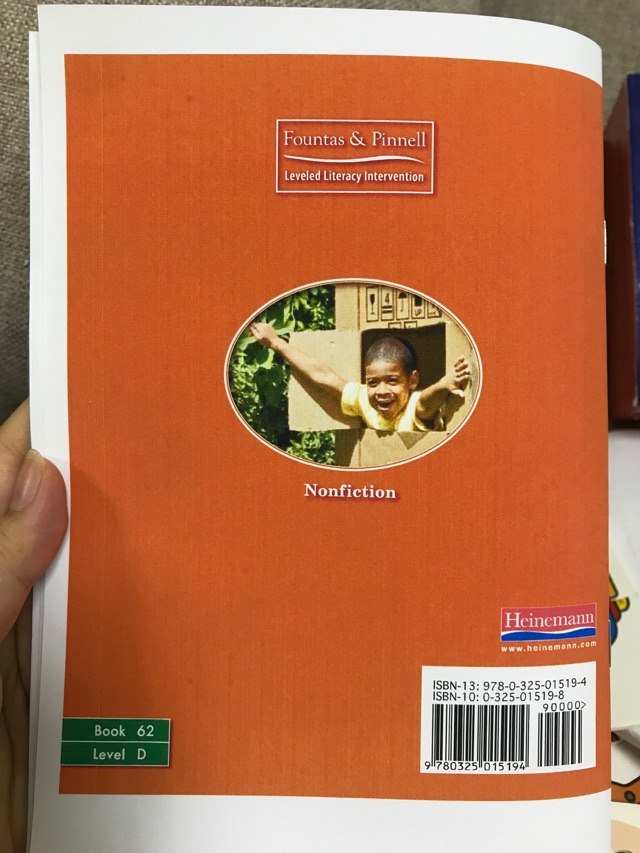 Fountas & Pinnell
Leveled Literacy Intervention
Nonfiction
Heinemann
www.heinemann.com
ISBN-13: 978-0-325-01519-4
ISBN-10: 0-325-01519-8
90000>
9 780325 015194
Book 62
Level D